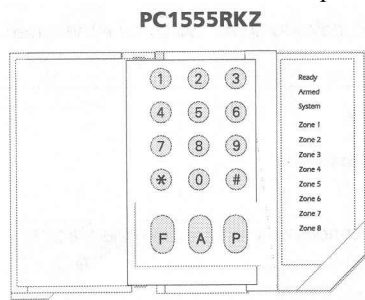 PC1555RKZ
1 2 3
4 5 6
7 8 9
* 0 #
F A P
Ready
Armed
System
Zone 1
Zone 2
Zone 3
Zone 4
Zone 5
Zone 6
Zone 7
Zone 8